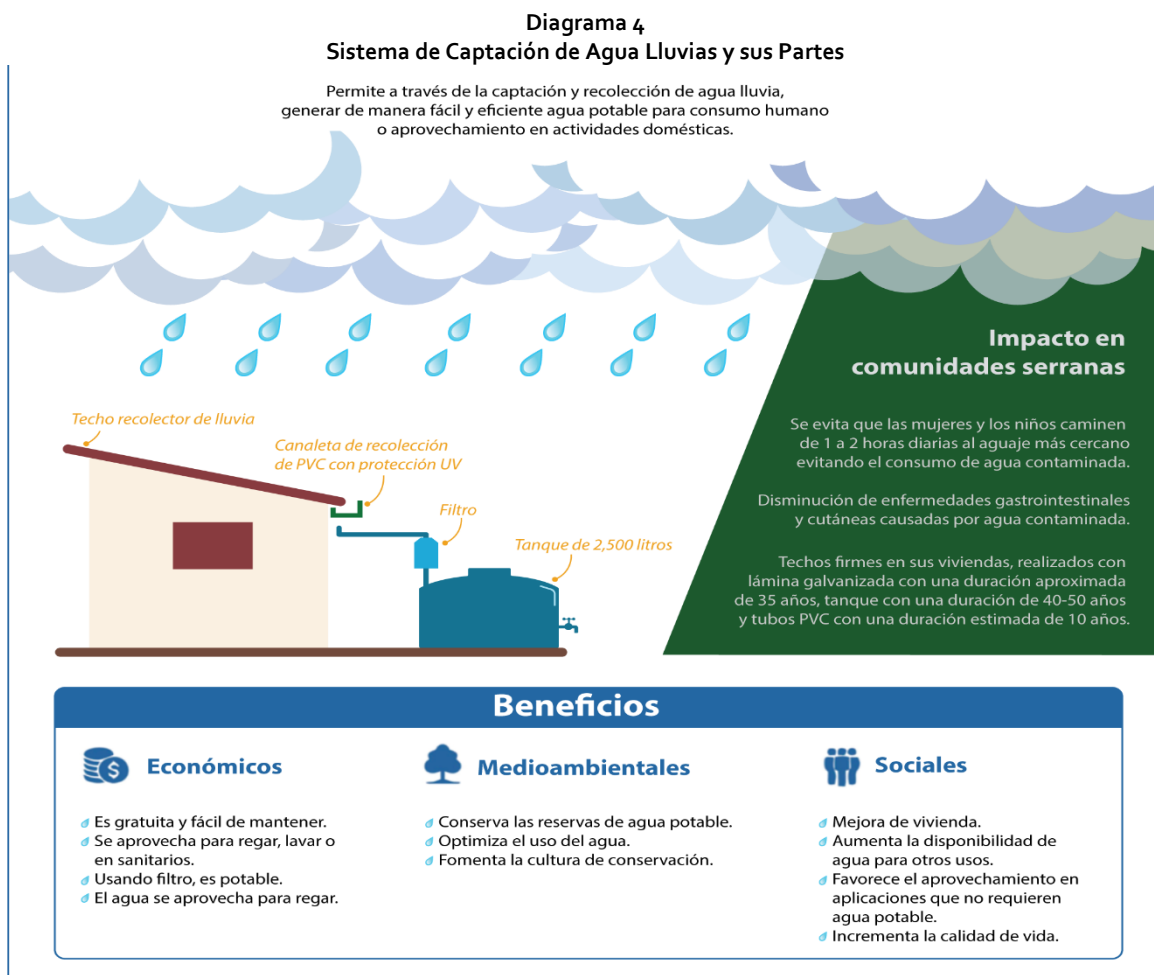 Diagrama 4
Sistema de Captación de Agua Lluvias y sus Partes
Permite a través de la captación y recolección de agua lluvia,
generar de manera fácil y eficiente agua potable para consumo humano
o aprovechamiento en actividades domésticas.
Techo recolector de lluvia
Canaleta de recolección
de PVC con protección UV
Filtro
Tanque de 2,500 litros
Impacto en
comunidades serranas
Se evita que las mujeres y los niños caminen
de 1 a 2 horas diarias al aguaje más cercano
evitando el consumo de agua contaminada.
Disminución de enfermedades gastrointestinales
y cutáneas causadas por agua contaminada.
Techos firmes en sus viviendas, realizados con
lámina galvanizada con una duración aproximada
de 35 años, tanque con una duración de 40-50 años
y tubos PVC con una duración estimada de 10 años.
Beneficios
$
Económicos
Es gratuita y fácil de mantener.
Se aprovecha para regar, lavar o
en sanitarios.
Usando filtro, es potable.
El agua se aprovecha para regar.
Medioambientales
Conserva las reservas de agua potable.
Optimiza el uso del agua.
Fomenta la cultura de conservación.
Sociales
Mejora de vivienda.
Aumenta la disponibilidad de
agua para otros usos.
Favorece el aprovechamiento en
aplicaciones que no requieren
agua potable.
Incrementa la calidad de vida.